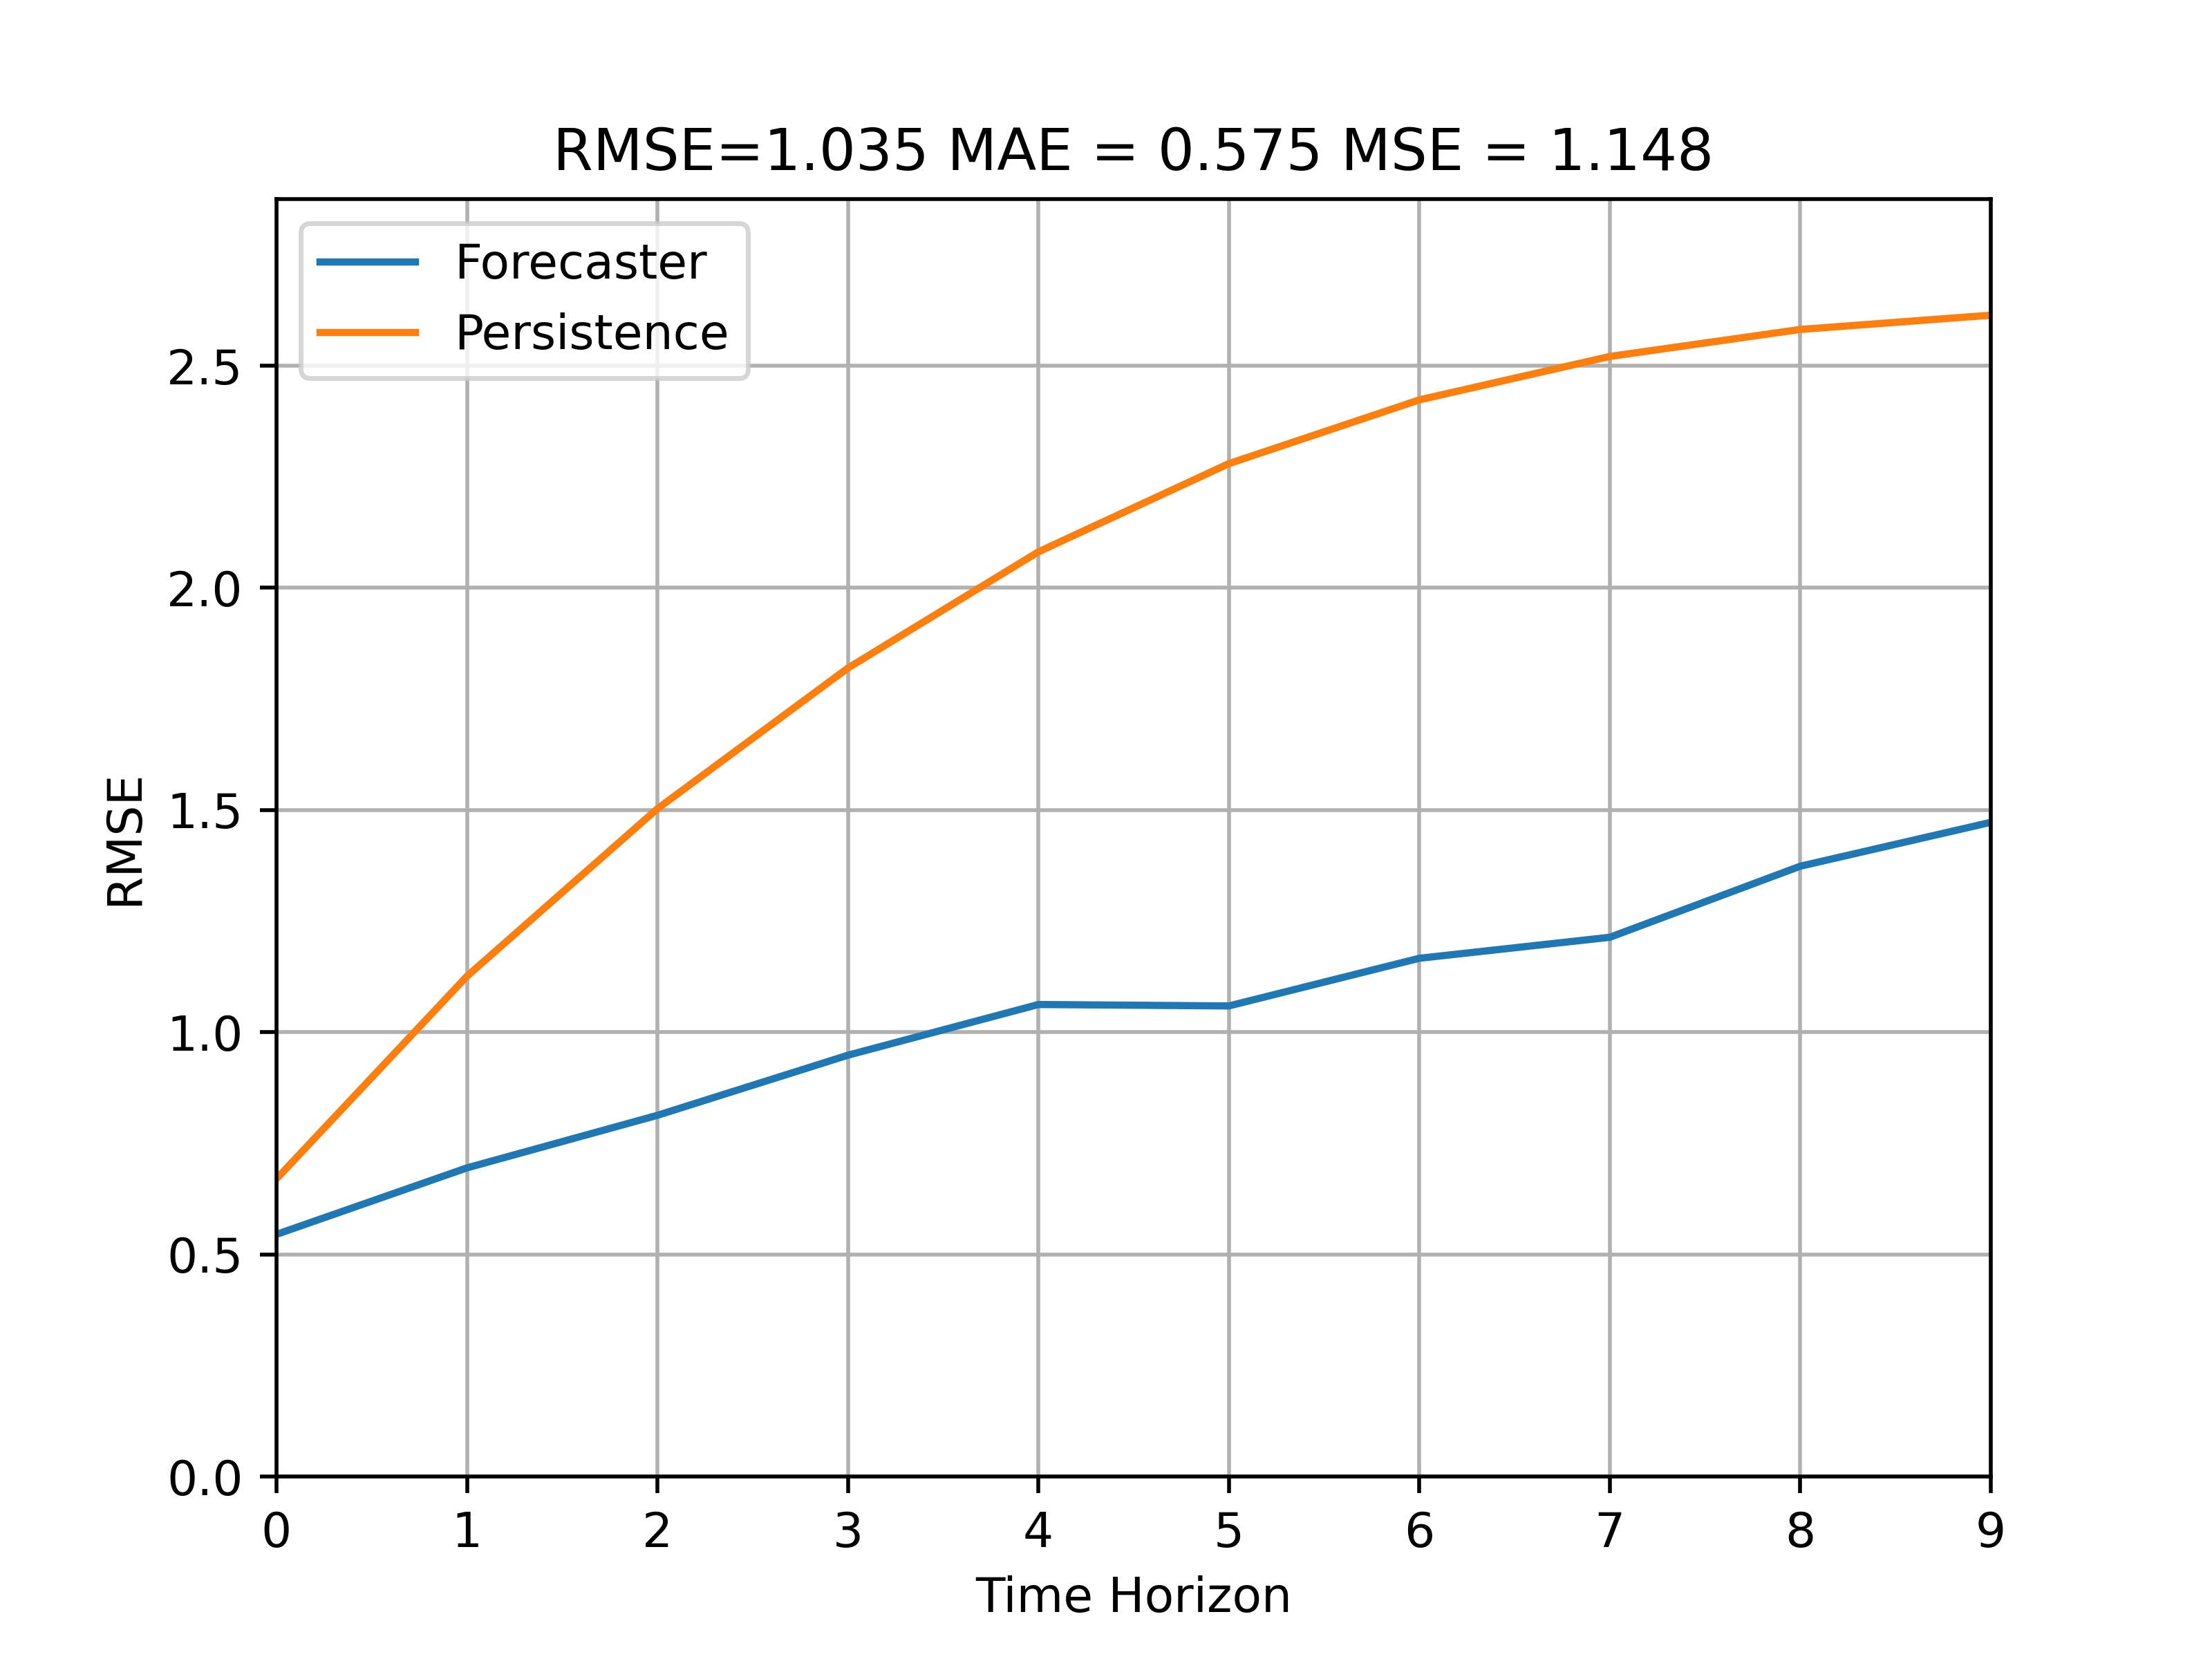 RMSE=1.035 MAE = 0.575 MSE = 1.148
Forecaster
Persistence
2.5
2.0
1.5
1.0
0.5
0.0
RMSE
0 1 2 3 4 5 6 7 8 9
Time Horizon